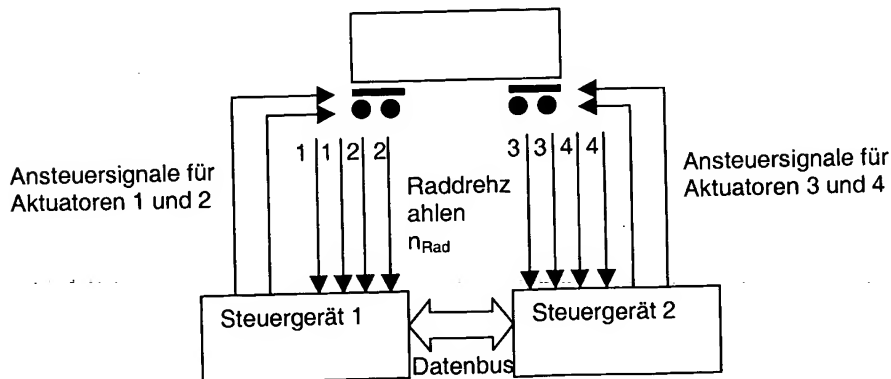 1 1 2 2
3 3 4 4
Ansteuersignale für
Aktuatoren 1 und 2
Raddrehz
ahlen
nRad
Ansteuersignale für
Aktuatoren 3 und 4
Steuergerät 1
Steuergerät 2
Datenbus